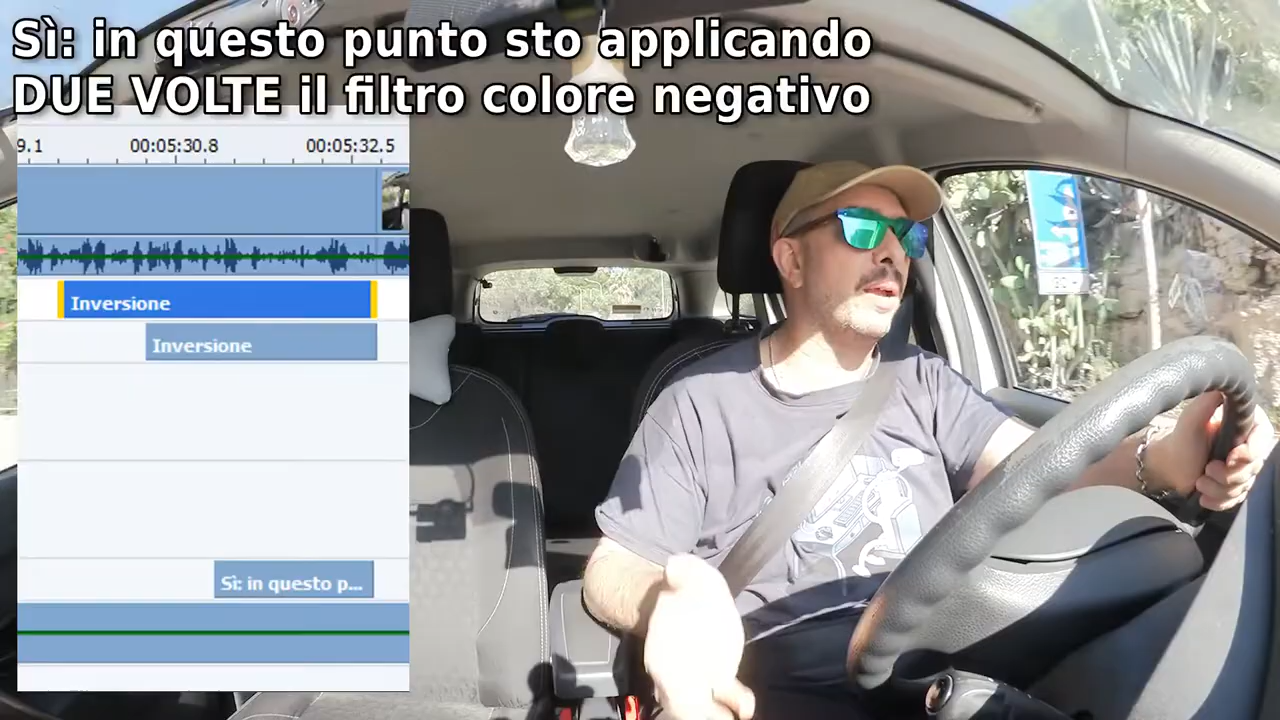 Sì: in questo punto sto applicando
DUE VOLTE il filtro colore negativo
9.1 00:05:30.8 00:05:32.5
Inversione
Inversione
Sì: in questo p...